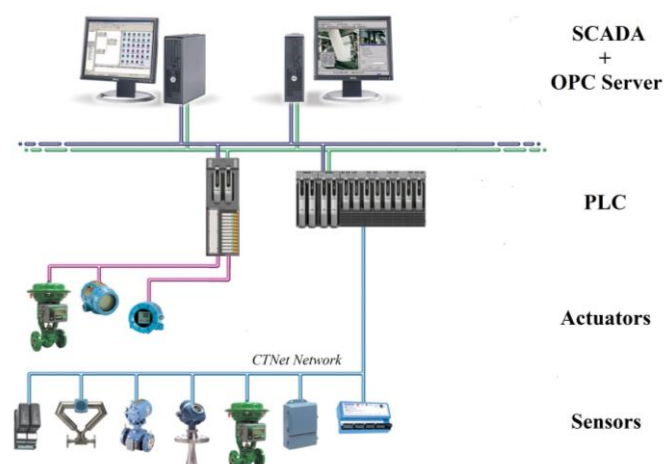 SCADA
+
OPC Server
PLC
Actuators
CTNet Network
Sensors